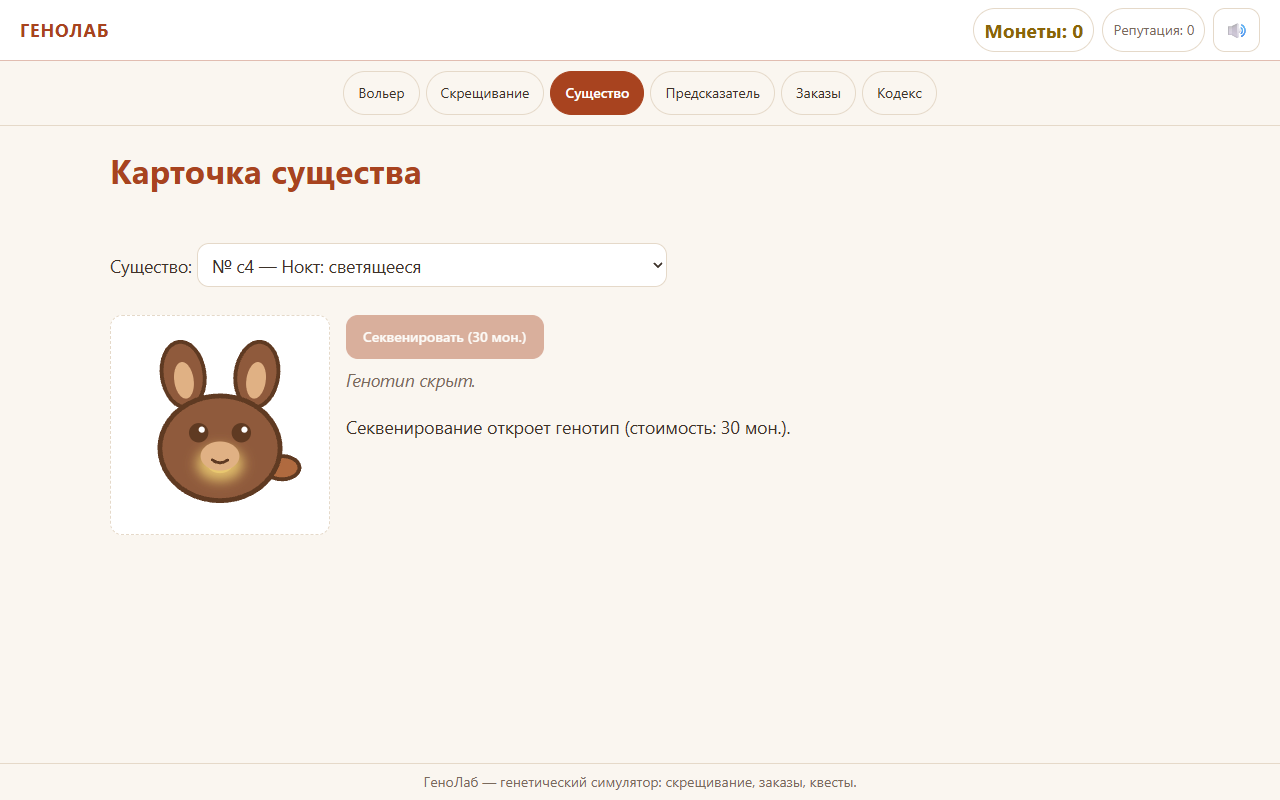 ГЕНОЛАБ
Монеты: 0
Репутация: 0
Вольер
Скрещивание
Существо
Предсказатель
Заказы
Кодекс
Карточка существа
Существо: № c4 — Нокт: светящееся
Секвенировать (30 мон.)
Генотип скрыт.
Секвенирование откроет генотип (стоимость: 30 мон.).
ГеноЛаб — генетический симулятор: скрещивание, заказы, квесты.